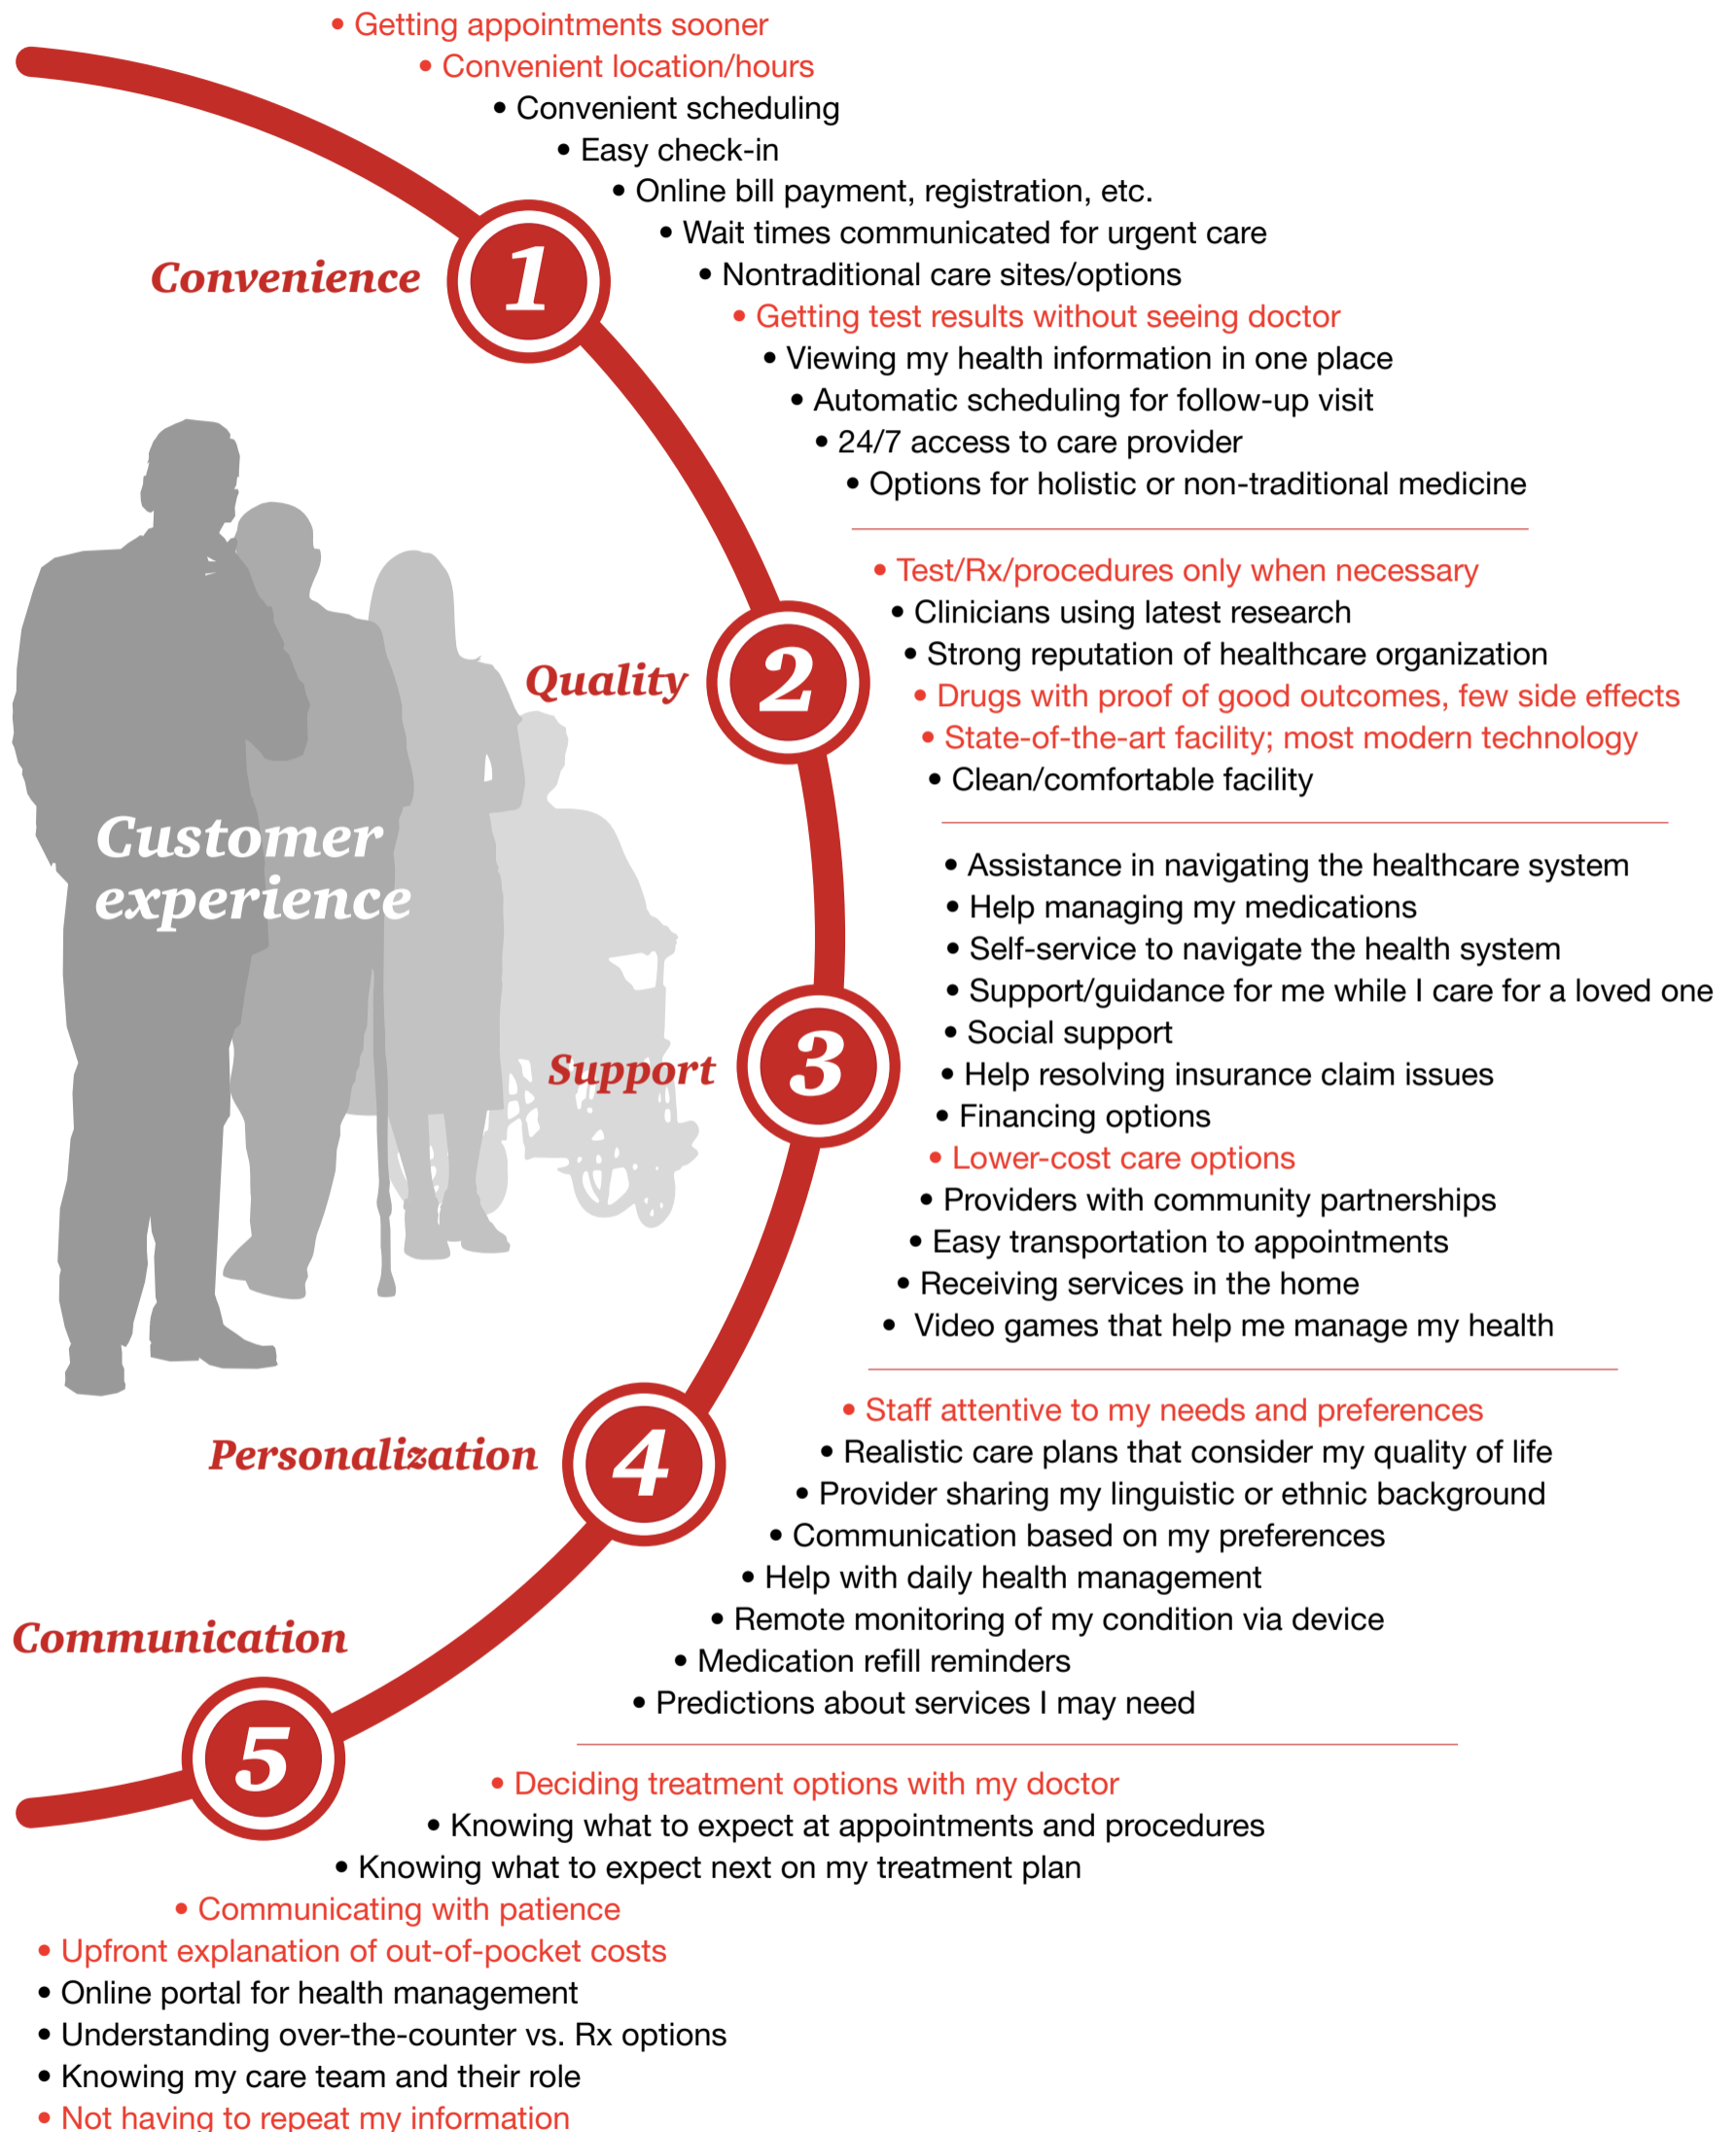 • Getting appointments sooner
• Convenient location/hours
• Convenient scheduling
• Easy check-in
• Online bill payment, registration, etc.
• Wait times communicated for urgent care
Convenience
1
• Nontraditional care sites/options
• Getting test results without seeing doctor
• Viewing my health information in one place
• Automatic scheduling for follow-up visit
• 24/7 access to care provider
• Options for holistic or non-traditional medicine
• Test/Rx/procedures only when necessary
• Clinicians using latest research
• Strong reputation of healthcare organization
Quality
2
• Drugs with proof of good outcomes, few side effects
• State-of-the-art facility; most modern technology
• Clean/comfortable facility
Customer
experience
• Assistance in navigating the healthcare system
• Help managing my medications
• Self-service to navigate the health system
• Support/guidance for me while I care for a loved one
• Social support
Support
3
• Help resolving insurance claim issues
• Financing options
• Lower-cost care options
• Providers with community partnerships
• Easy transportation to appointments
• Receiving services in the home
• Video games that help me manage my health
• Staff attentive to my needs and preferences
Personalization
4
• Realistic care plans that consider my quality of life
• Provider sharing my linguistic or ethnic background
• Communication based on my preferences
• Help with daily health management
• Remote monitoring of my condition via device
• Medication refill reminders
• Predictions about services I may need
Communication
5
• Deciding treatment options with my doctor
• Knowing what to expect at appointments and procedures
• Knowing what to expect next on my treatment plan
• Communicating with patience
• Upfront explanation of out-of-pocket costs
• Online portal for health management
• Understanding over-the-counter vs. Rx options
• Knowing my care team and their role
• Not having to repeat my information